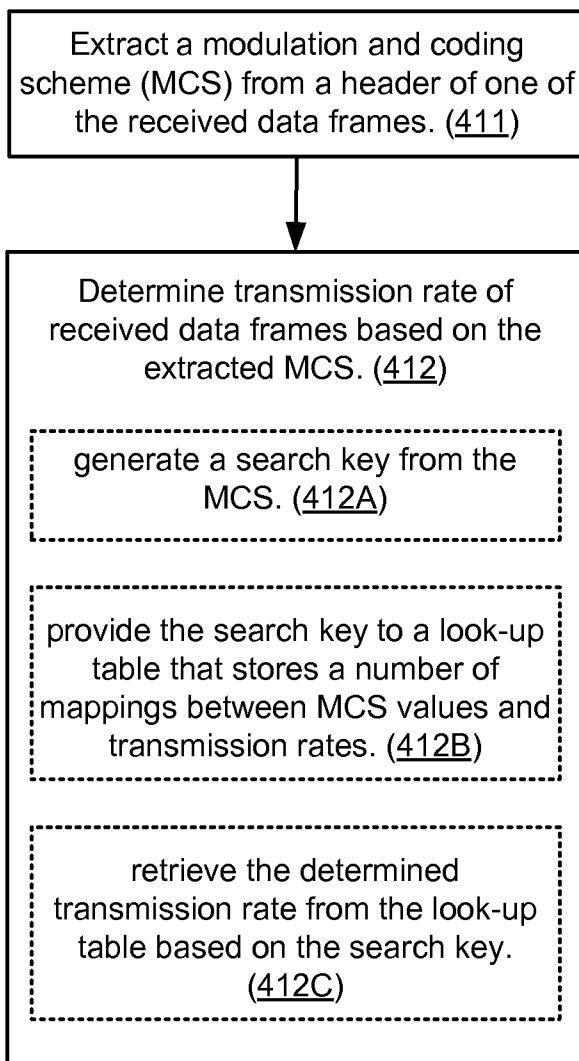 Extract a modulation and coding
scheme (MCS) from a header of one of
the received data frames. (411)
Determine transmission rate of
received data frames based on the
extracted MCS. (412)
generate a search key from the
MCS. (412A)
provide the search key to a look-up
table that stores a number of
mappings between MCS values and
transmission rates. (412B)
retrieve the determined
transmission rate from the look-up
table based on the search key.
(412C)